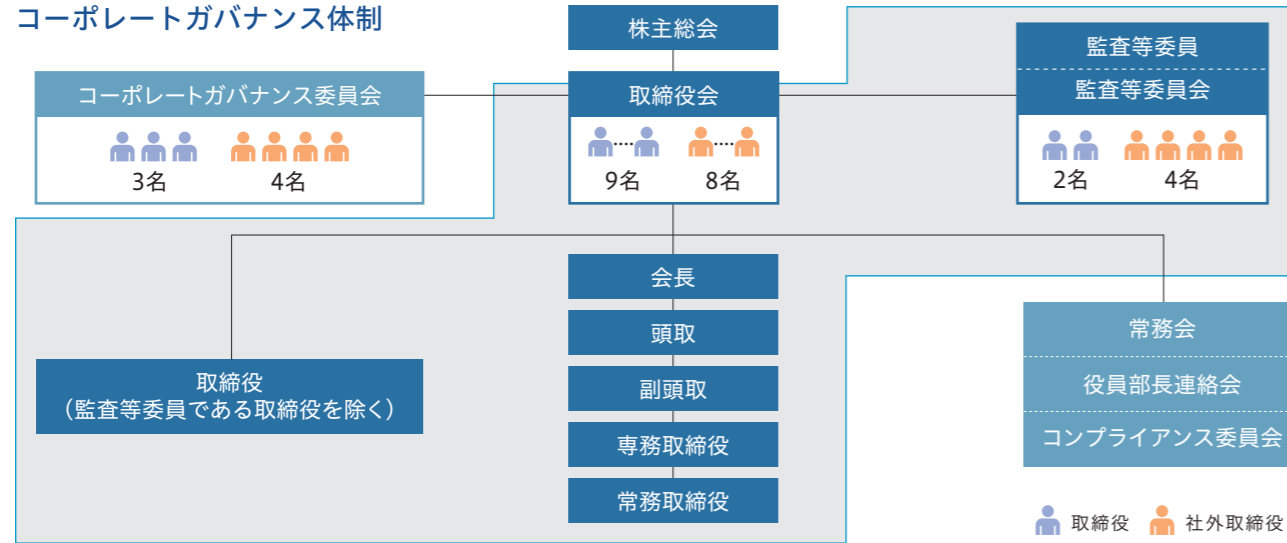 コーポレートガバナンス体制
株主総会
コーポレートガバナンス委員会
3名 4名
取締役会
9名 8名
監査等委員
監査等委員会
2名 4名
会長
頭取
副頭取
専務取締役
常務取締役
取締役
（監査等委員である取締役を除く）
常務会
役員部長連絡会
コンプライアンス委員会
取締役 社外取締役